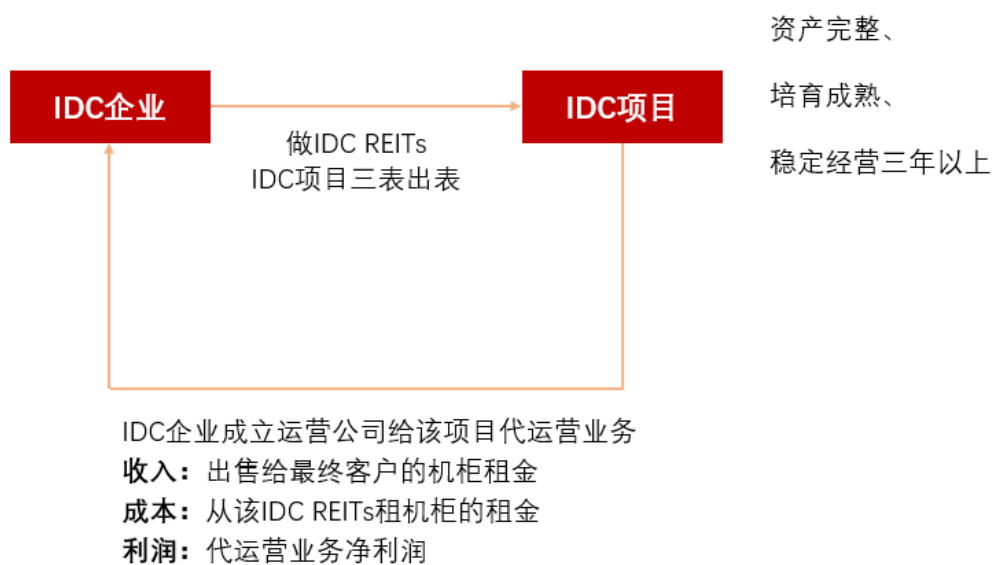 资产完整、
IDC企业
IDC项目
培育成熟、
做IDC REITs
IDC项目三表出表
稳定经营三年以上
IDC企业成立运营公司给该项目代运营业务
收入：出售给最终客户的机柜租金
成本：从该IDC REITs租机柜的租金
利润：代运营业务净利润